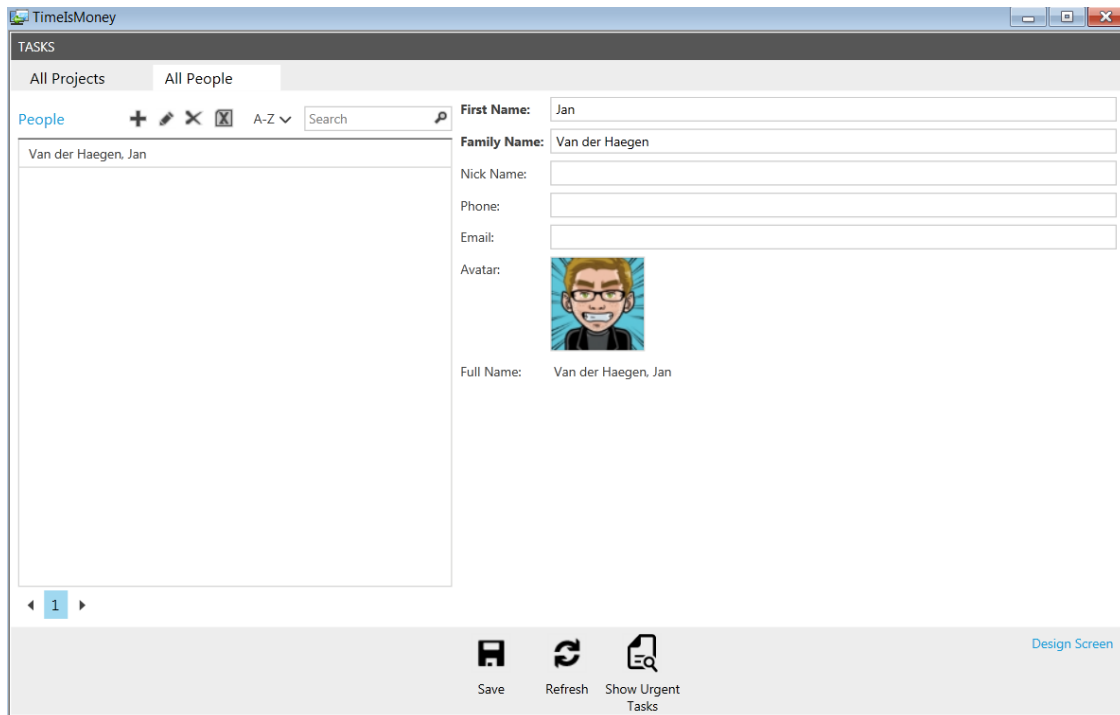 TimeIsMoney
TASKS
All Projects
All People
People
A-Z
Search
Van der Haegen, Jan
1
First Name: Jan
Family Name: Van der Haegen
Nick Name:
Phone:
Email:
Avatar:
Full Name: Van der Haegen, Jan
Save
Refresh
Show Urgent
Tasks
Design Screen